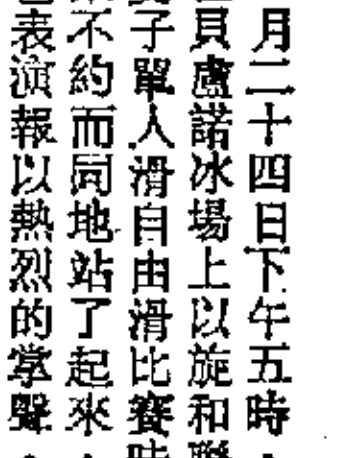 月二十四日下午五時
貝盧諾冰場上以旋和聯
子單人滑自由滑比賽時
不約而同地站了起來，
表演報以熱烈的掌聲，